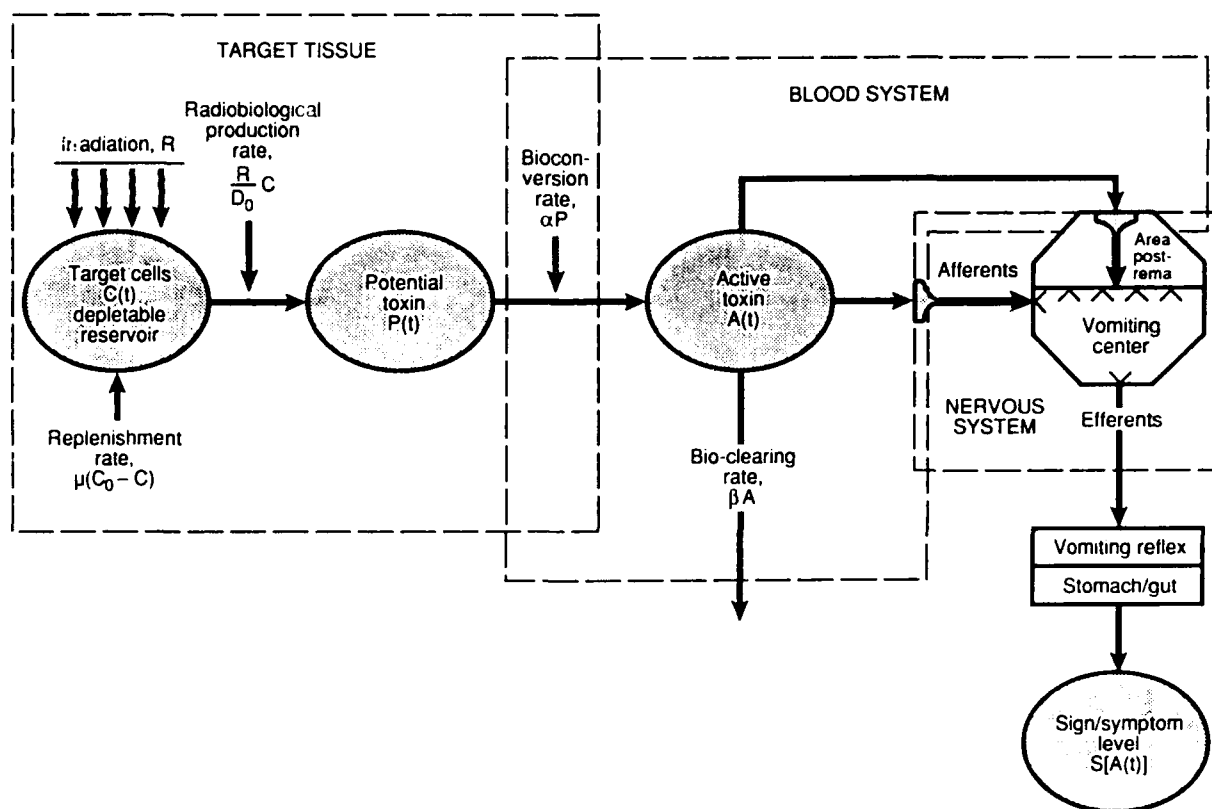 TARGET TISSUE
BLOOD SYSTEM
Irradiation, R
Radiobiological
production
rate,
R
D₀ C
Biocon-
version
rate,
αP
Target cells
C(t)
depletable
reservoir
Potential
toxin
P(t)
Active
toxin
A(t)
Afferents
Area
post-
rema
Vomiting
center
NERVOUS
SYSTEM
Efferents
Replenishment
rate,
μ(C₀ – C)
Bio-clearing
rate,
βA
Vomiting reflex
Stomach/gut
Sign/symptom
level
S[A(t)]